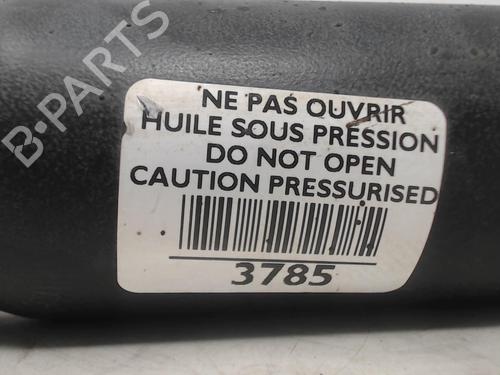 B-PARTS
NE PAS OUVRIR
HUILE SOUS PRESSION
DO NOT OPEN
CAUTION PRESSURISED
3785